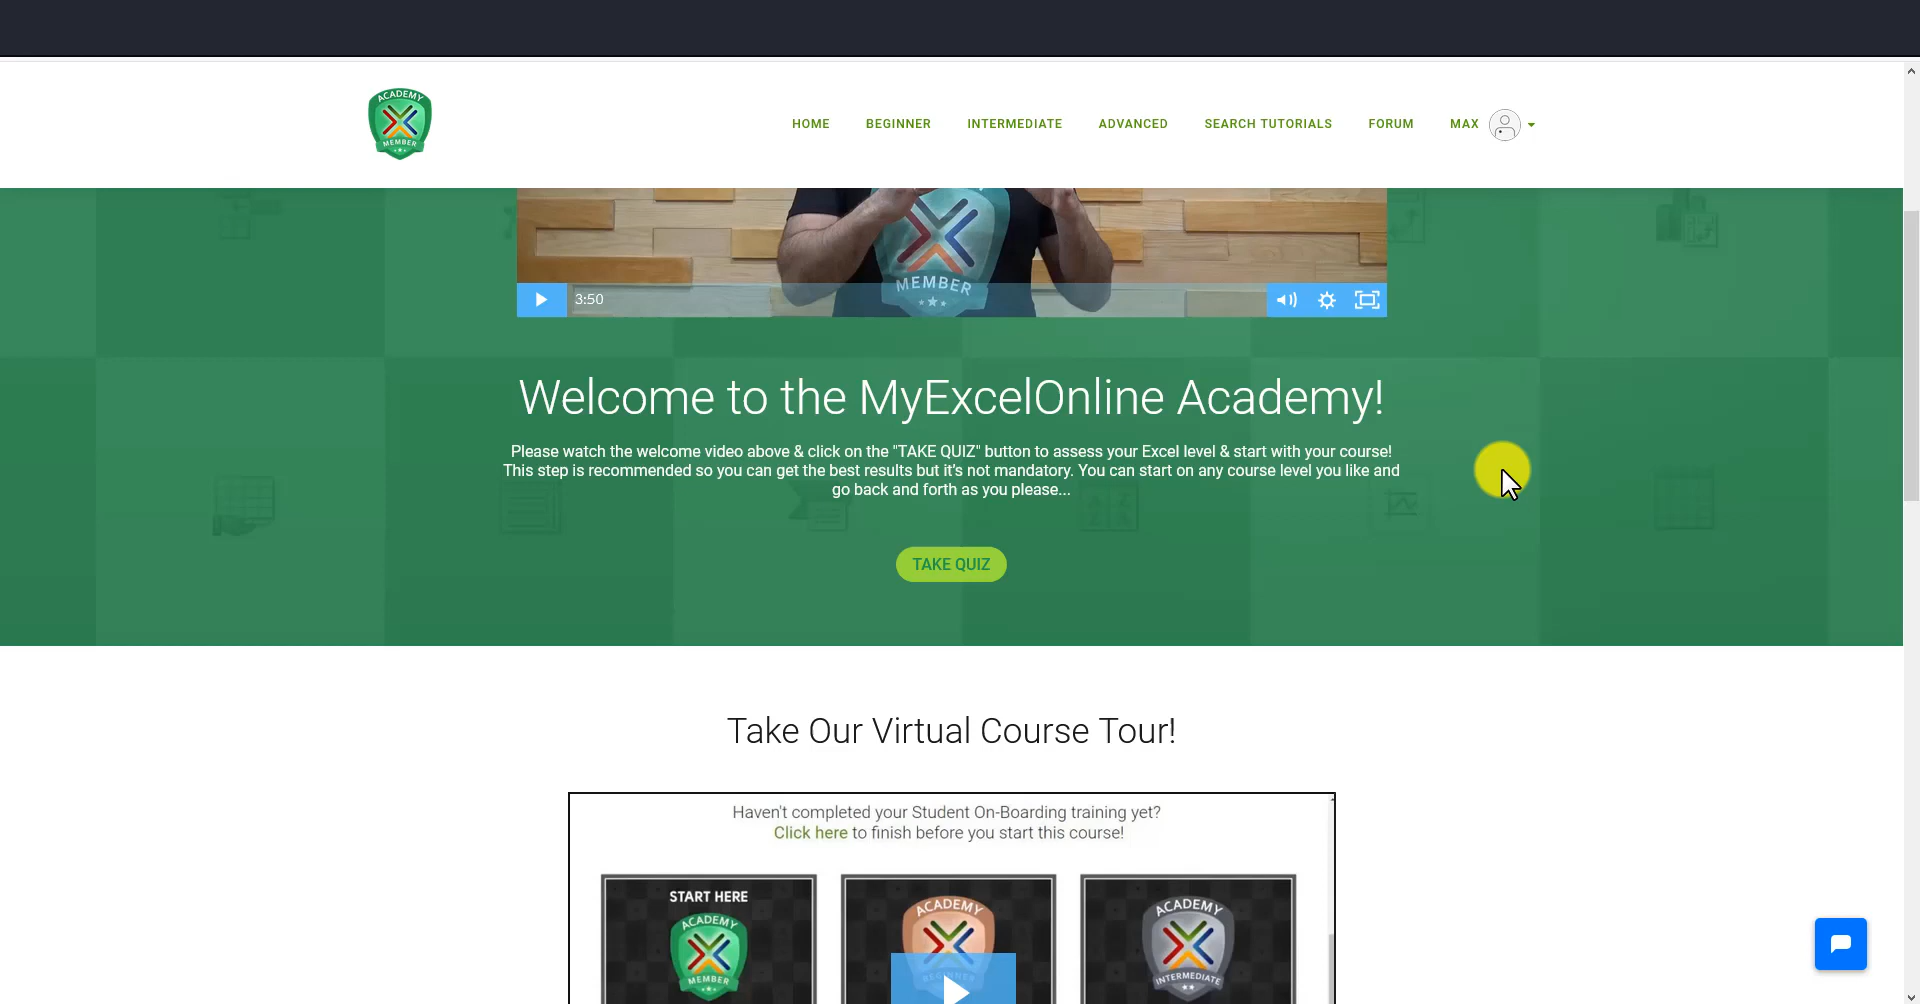 ACADEMY
MEMBER
HOME
BEGINNER
INTERMEDIATE
ADVANCED
SEARCH TUTORIALS
FORUM
MAX
MEMBER
3:50
Welcome to the MyExcelOnline Academy!
Please watch the welcome video above & click on the "TAKE QUIZ" button to assess your Excel level & start with your course!
This step is recommended so you can get the best results but it's not mandatory. You can start on any course level you like and
go back and forth as you please...
TAKE QUIZ
Take Our Virtual Course Tour!
Haven't completed your Student On-Boarding training yet?
Click here to finish before you start this course!
START HERE
ACADEMY
MEMBER
ACADEMY
BEGINNER
ACADEMY
INTERMEDIATE